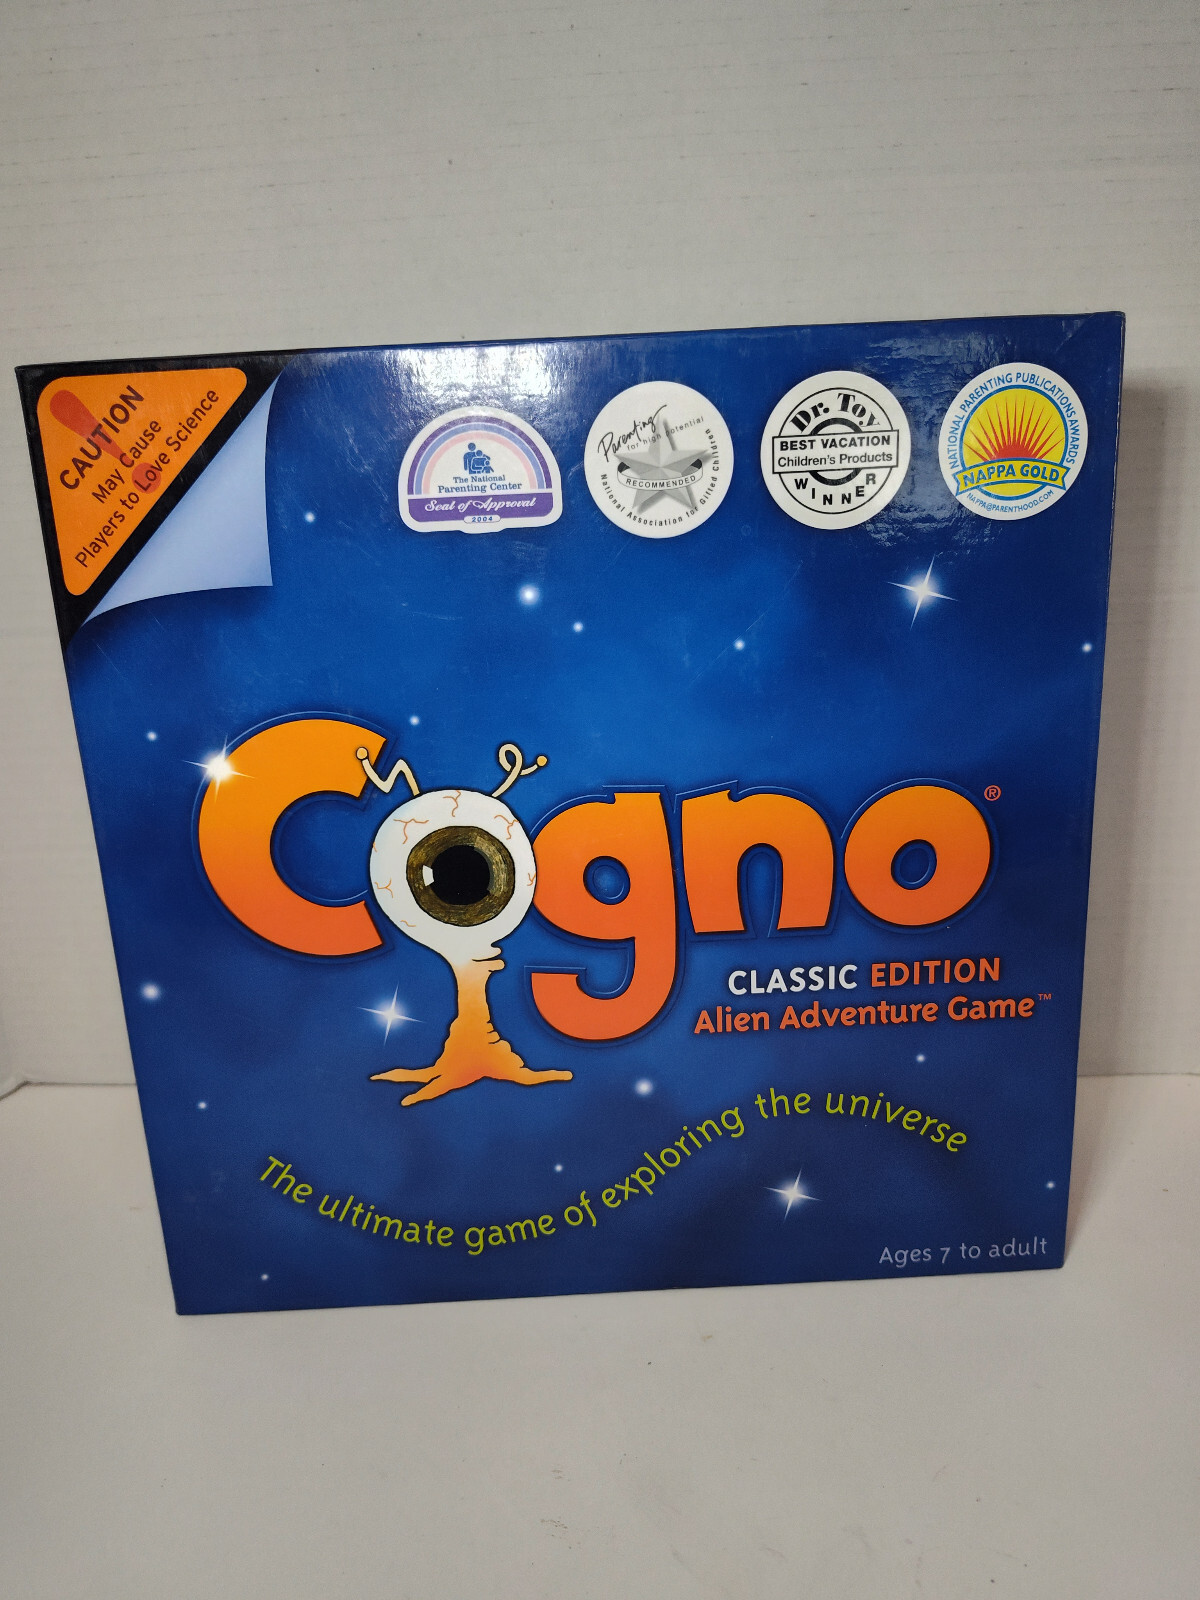 CAUTION
May Cause
Players to Love Science
The National
Parenting Center
Seal of Approval
2004
Parenting
for high potential
RECOMMENDED
National Association for Gifted Children
Dr. Toy
BEST VACATION
Children's Products
WINNER
NATIONAL PARENTING PUBLICATIONS AWARDS
NAPPA GOLD
NAPPA@PARENTHOOD.COM
Cogno®
CLASSIC EDITION
Alien Adventure Game™
The ultimate game of exploring the universe
Ages 7 to adult